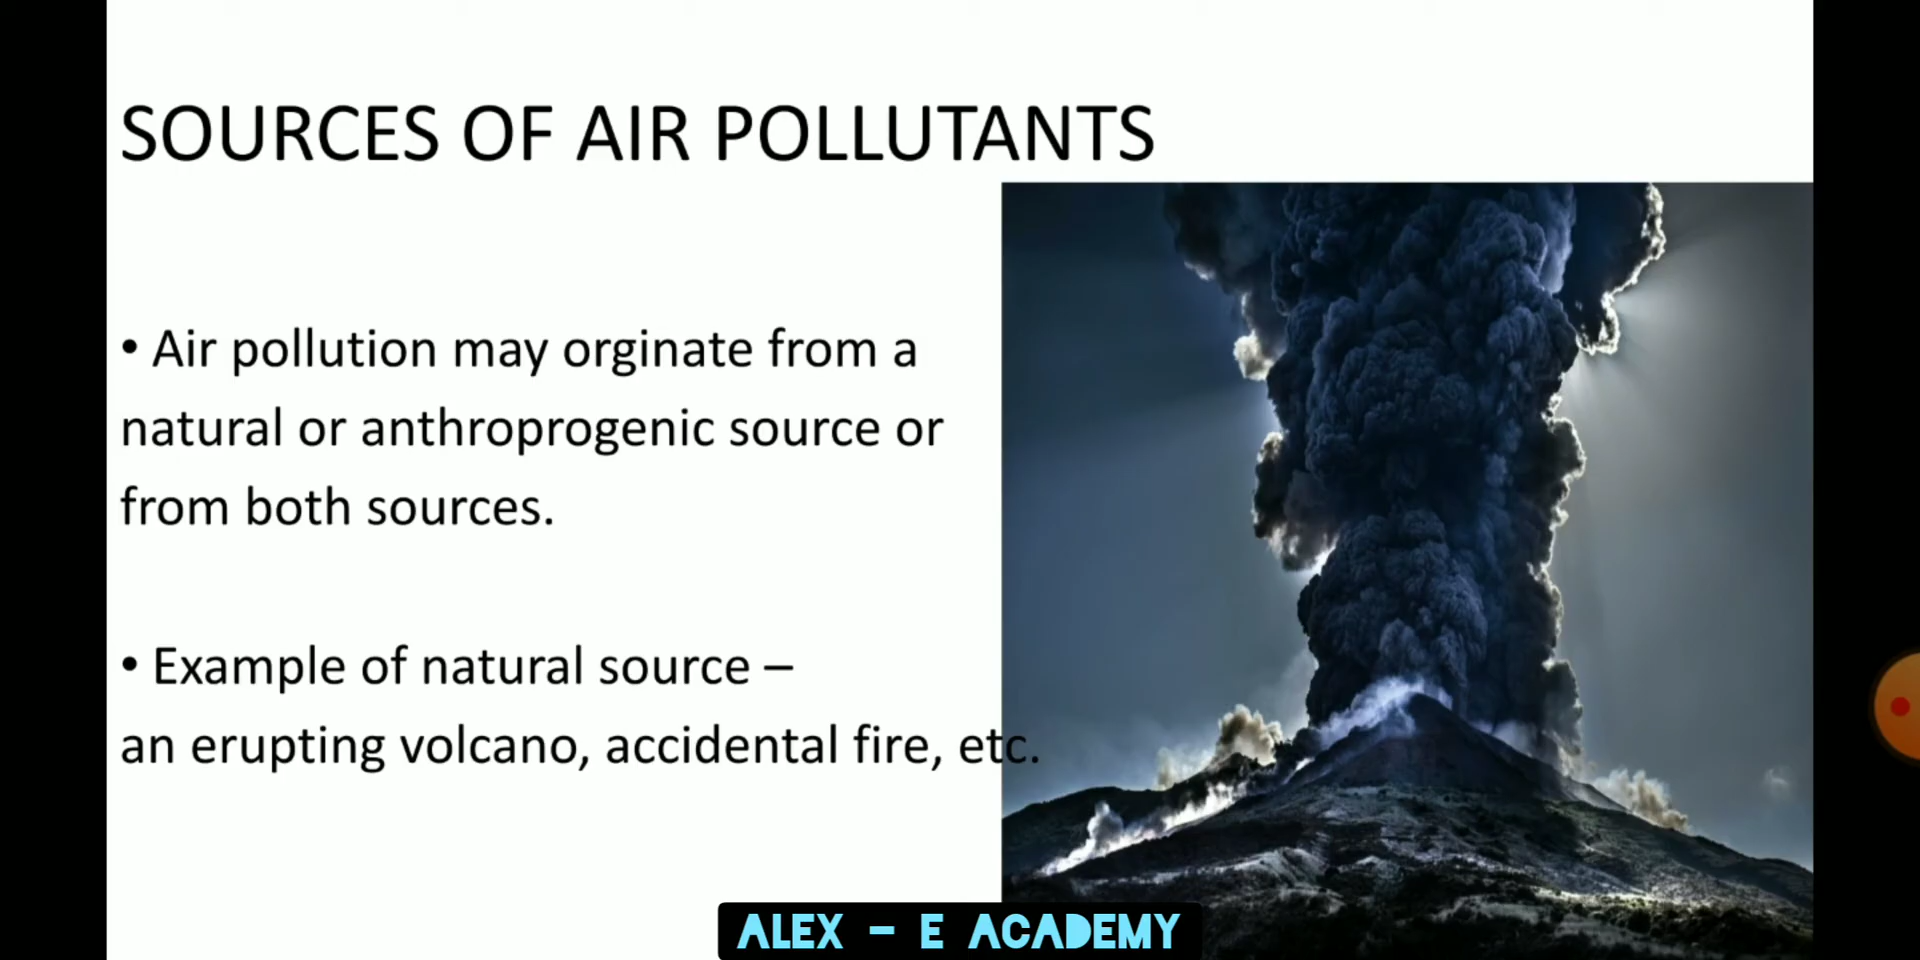 SOURCES OF AIR POLLUTANTS
• Air pollution may orginate from a
natural or anthroprogenic source or
from both sources.
• Example of natural source –
an erupting volcano, accidental fire, etc.
ALEX – E ACADEMY